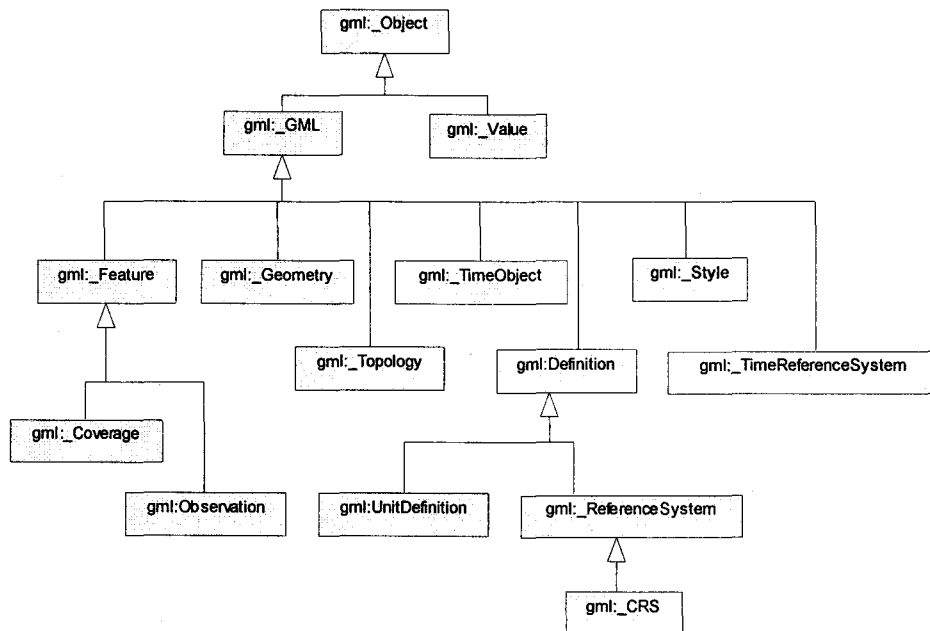 gml:_Object
gml:_GML
gml:_Value
gml:_Feature
gml:_Geometry
gml:_TimeObject
gml:_Style
gml:_Topology
gml:Definition
gml:_TimeReferenceSystem
gml:_Coverage
gml:Observation
gml:UnitDefinition
gml:_ReferenceSystem
gml:_CRS